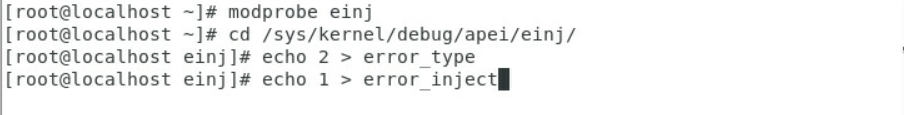 [root@localhost ~]# modprobe einj
[root@localhost ~]# cd /sys/kernel/debug/apei/einj/
[root@localhost einj]# echo 2 > error_type
[root@localhost einj]# echo 1 > error_inject